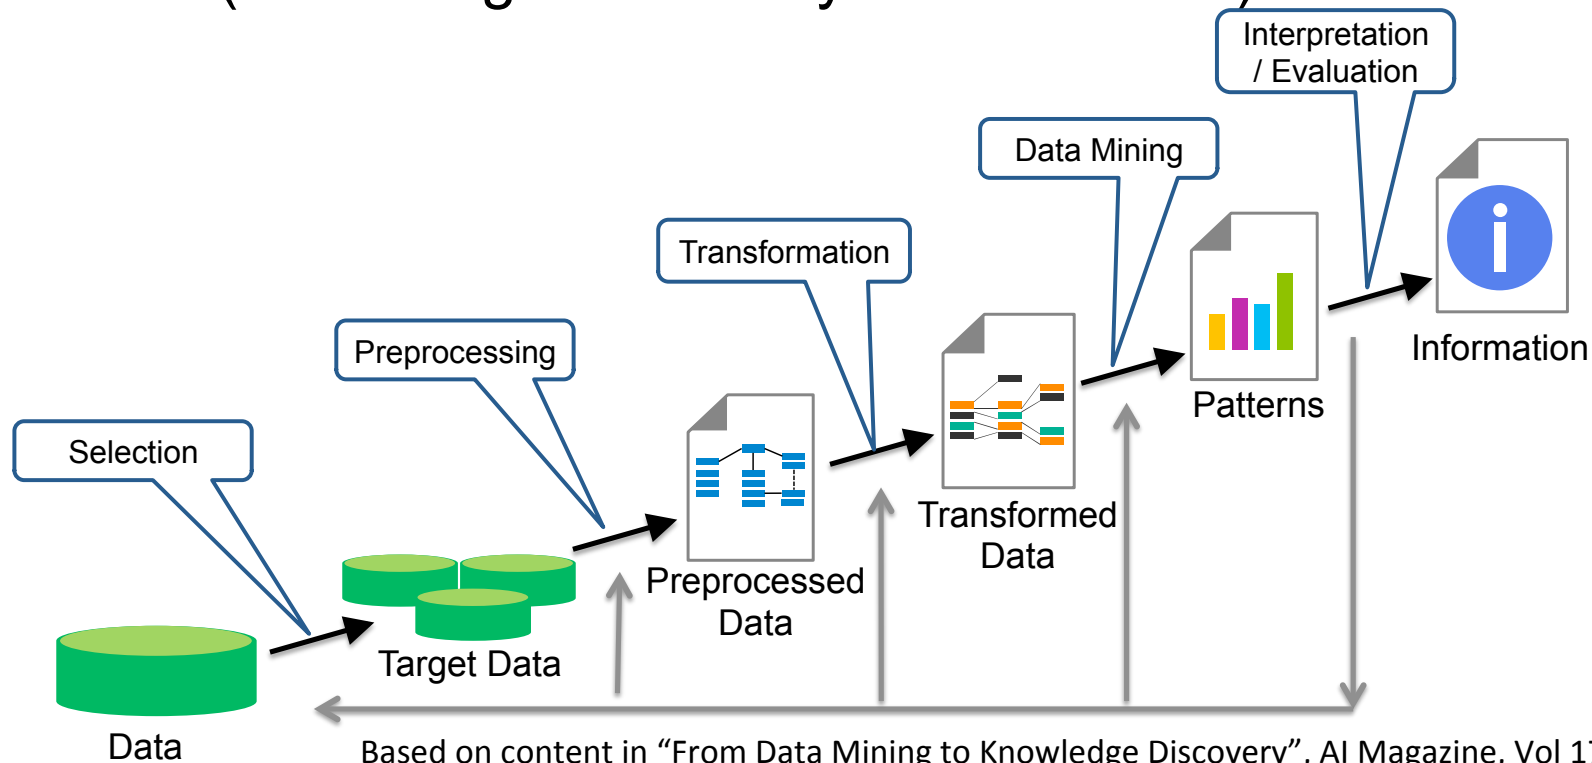 Interpretation
/ Evaluation
Data Mining
Transformation
Preprocessing
Selection
Information
Patterns
Transformed
Data
Preprocessed
Data
Target Data
Data
Based on content in “From Data Mining to Knowledge Discovery”, AI Magazine, Vol